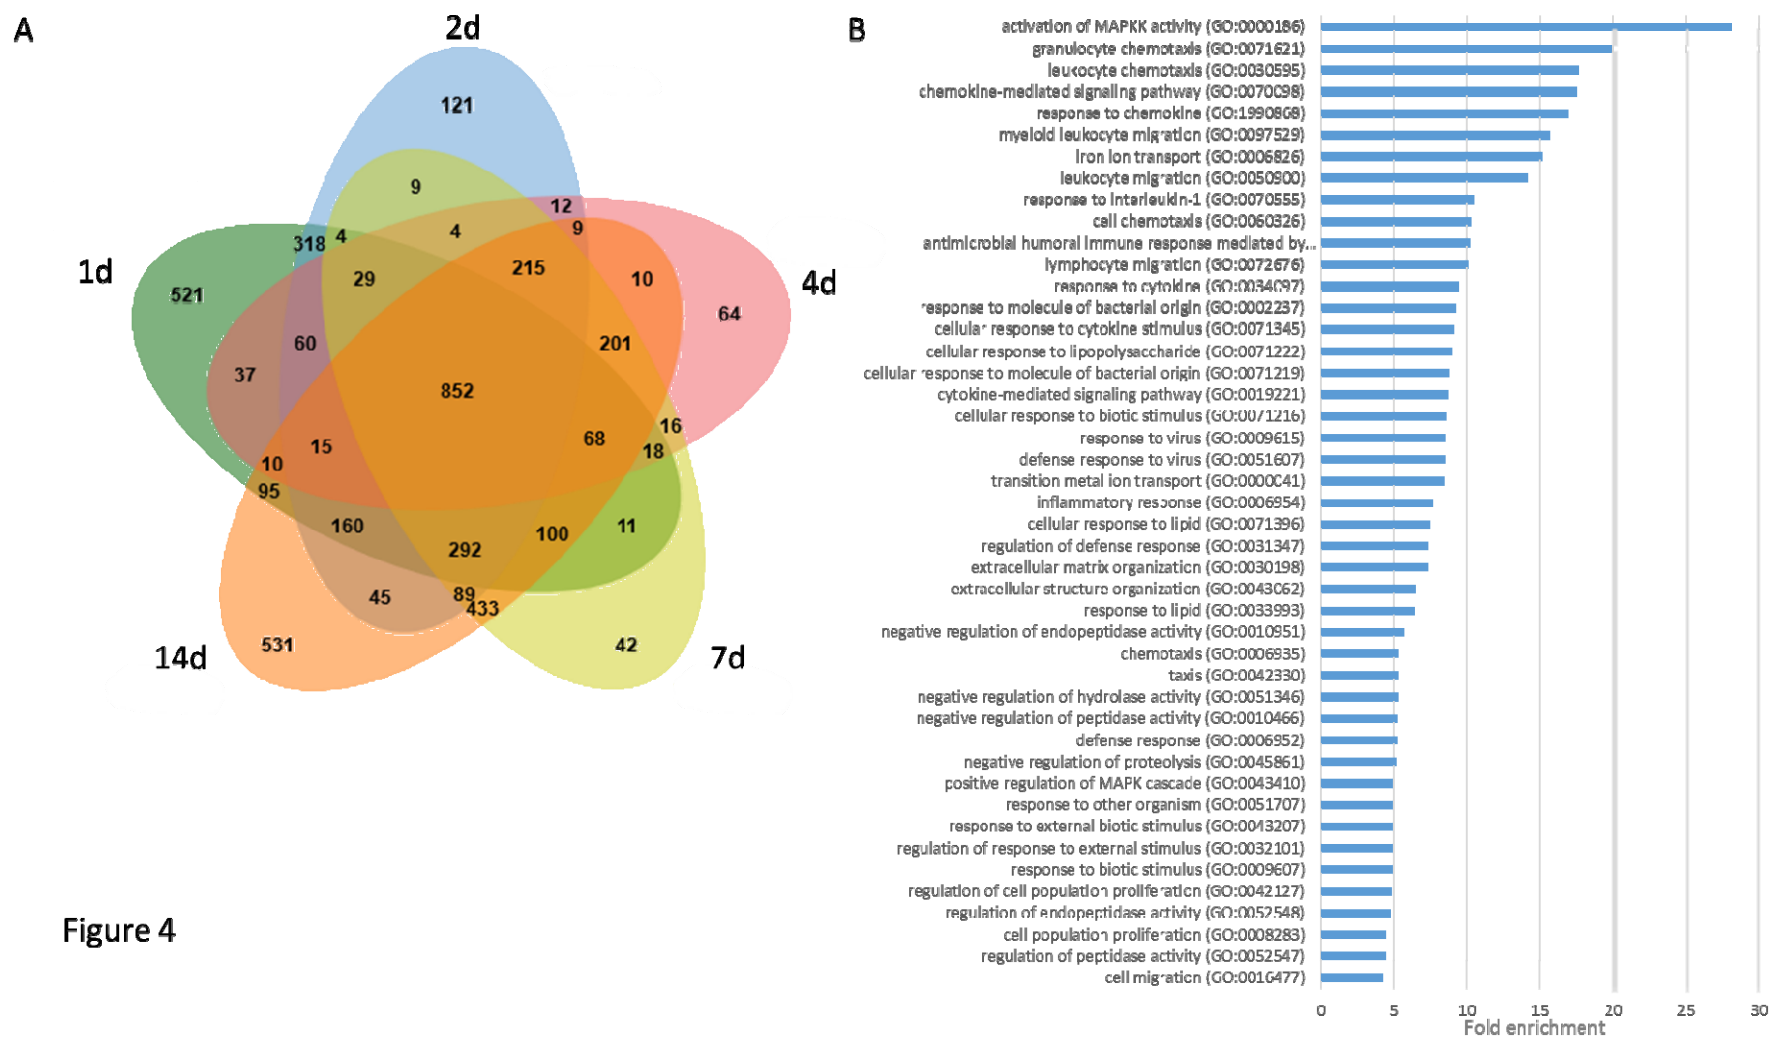 A
2d
121
9
12
9
318
4
4
29
215
10
1d
4d
521
64
60
201
37
852
16
68
18
15
10
95
160
11
100
292
45
89
433
531
42
14d
7d
Figure 4
B
activation of MAPKK activity (GO:0000186)
granulocyte chemotaxis (GO:0071621)
leukocyte chemotaxis (GO:0030595)
chemokine-mediated signaling pathway (GO:0070098)
response to chemokine (GO:1990868)
myeloid leukocyte migration (GO:0097529)
iron ion transport (GO:0006826)
leukocyte migration (GO:0050900)
response to interleukin-1 (GO:0070555)
cell chemotaxis (GO:0060326)
antimicrobial humoral immune response mediated by...
lymphocyte migration (GO:0072676)
response to cytokine (GO:0034097)
response to molecule of bacterial origin (GO:0002237)
cellular response to cytokine stimulus (GO:0071345)
cellular response to lipopolysaccharide (GO:0071222)
cellular response to molecule of bacterial origin (GO:0071219)
cytokine-mediated signaling pathway (GO:0019221)
cellular response to biotic stimulus (GO:0071216)
response to virus (GO:0009615)
defense response to virus (GO:0051607)
transition metal ion transport (GO:0000041)
inflammatory response (GO:0006954)
cellular response to lipid (GO:0071396)
regulation of defense response (GO:0031347)
extracellular matrix organization (GO:0030198)
extracellular structure organization (GO:0043062)
response to lipid (GO:0033993)
negative regulation of endopeptidase activity (GO:0010951)
chemotaxis (GO:0006935)
taxis (GO:0042330)
negative regulation of hydrolase activity (GO:0051346)
negative regulation of peptidase activity (GO:0010466)
defense response (GO:0006952)
negative regulation of proteolysis (GO:0045861)
positive regulation of MAPK cascade (GO:0043410)
response to other organism (GO:0051707)
response to external biotic stimulus (GO:0043207)
regulation of response to external stimulus (GO:0032101)
response to biotic stimulus (GO:0009607)
regulation of cell population proliferation (GO:0042127)
regulation of endopeptidase activity (GO:0052548)
cell population proliferation (GO:0008283)
regulation of peptidase activity (GO:0052547)
cell migration (GO:0016477)
0 5 10 15 20 25 30
Fold enrichment